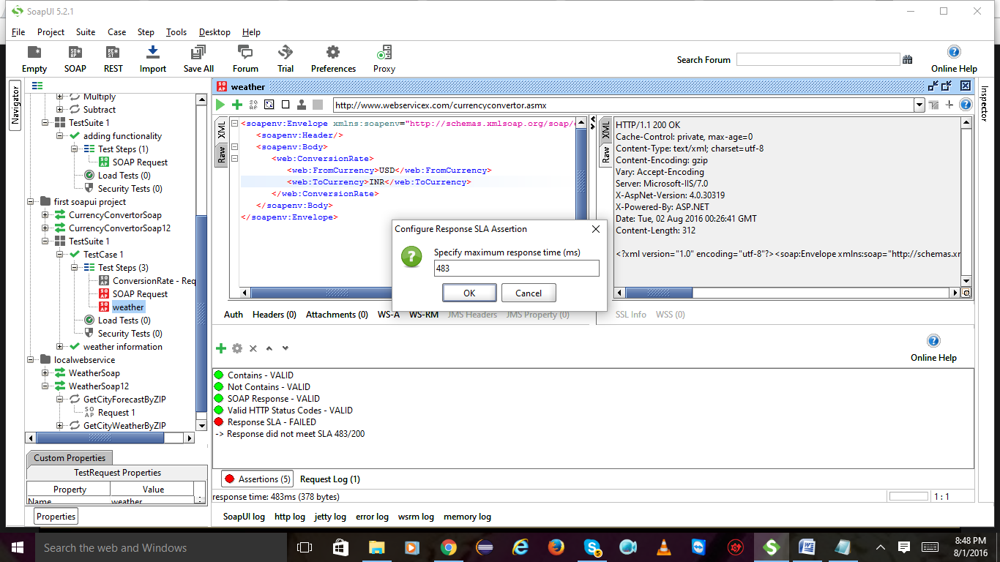 SoapUI 5.2.1
File Project Suite Case Step Tools Desktop Help
Empty SOAP REST Import Save All Forum Trial Preferences Proxy
Search Forum
Online Help
Navigator
Multiply
Subtract
TestSuite 1
adding functionality
Test Steps (1)
SOAP Request
Load Tests (0)
Security Tests (0)
first soapui project
CurrencyConvertorSoap
CurrencyConvertorSoap12
TestSuite 1
TestCase 1
Test Steps (3)
ConversionRate - Req
SOAP Request
weather
Load Tests (0)
Security Tests (0)
weather information
localwebservice
WeatherSoap
WeatherSoap12
GetCityForecastByZIP
Request 1
GetCityWeatherByZIP
Custom Properties
TestRequest Properties
Property Value
Name weather
Properties
weather
http://www.webservicex.com/currencyconvertor.asmx
XML
Raw
<soapenv:Envelope xmlns:soapenv="http://schemas.xmlsoap.org/soap/
<soapenv:Header/>
<soapenv:Body>
<web:ConversionRate>
<web:FromCurrency>USD</web:FromCurrency>
<web:ToCurrency>INR</web:ToCurrency>
</web:ConversionRate>
</soapenv:Body>
</soapenv:Envelope>
XML
Raw
HTTP/1.1 200 OK
Cache-Control: private, max-age=0
Content-Type: text/xml; charset=utf-8
Content-Encoding: gzip
Vary: Accept-Encoding
Server: Microsoft-IIS/7.0
X-AspNet-Version: 4.0.30319
X-Powered-By: ASP.NET
Date: Tue, 02 Aug 2016 00:26:41 GMT
Content-Length: 312
<?xml version="1.0" encoding="utf-8"?><soap:Envelope xmlns:soap="http://schemas.xr
Inspector
Configure Response SLA Assertion
Specify maximum response time (ms)
483
OK Cancel
Auth Headers (0) Attachments (0) WS-A WS-RM JMS Headers JMS Property (0)
SSL Info WSS (0)
Online Help
Contains - VALID
Not Contains - VALID
SOAP Response - VALID
Valid HTTP Status Codes - VALID
Response SLA - FAILED
-> Response did not meet SLA 483/200
Assertions (5) Request Log (1)
response time: 483ms (378 bytes)
1 : 1
SoapUI log http log jetty log error log wsrm log memory log
Search the web and Windows
5
8:48 PM
8/1/2016